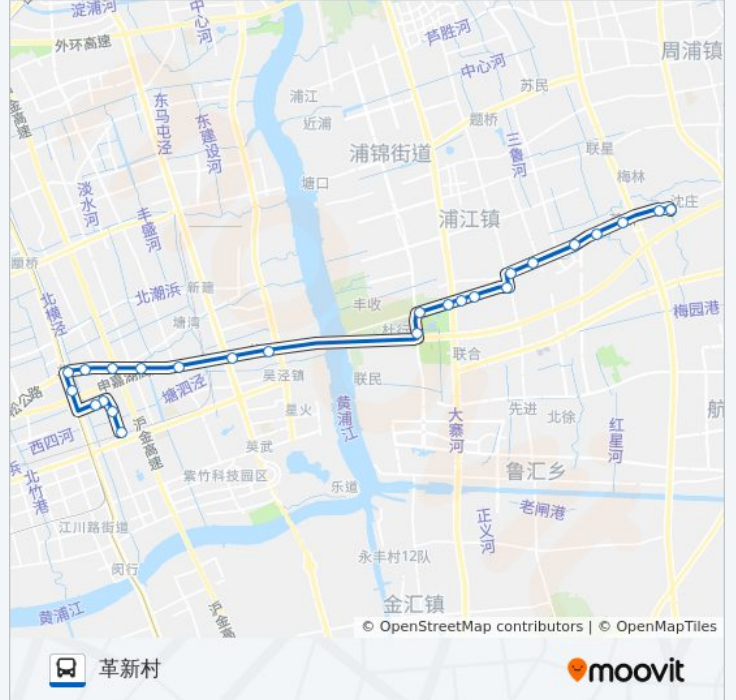 淀浦河
中心河
外环高速
芦胜河
中心河
周浦镇
金高速
浦江
苏民
东马屯泾
东建设河
近浦
题桥
三鲁河
浦锦街道
联星
塘口
梅林
淡水河
沈庄
丰盛河
浦江镇
颛桥
北潮浜
新建
北横泾
丰收
梅园港
塘湾
杜行
联合
吴泾镇
联民
松公路
申嘉湖
塘泗泾
星火
黄浦江
先进
航
大寨河
北徐
红星河
沪金高速
西四河
英武
浜
北竹港
紫竹科技园区
鲁汇乡
乐道
江川路街道
正义河
老闸港
永丰村12队
闵行
黄浦江
沪金高
金汇镇
© OpenStreetMap contributors | © OpenMapTiles
革新村
moovit